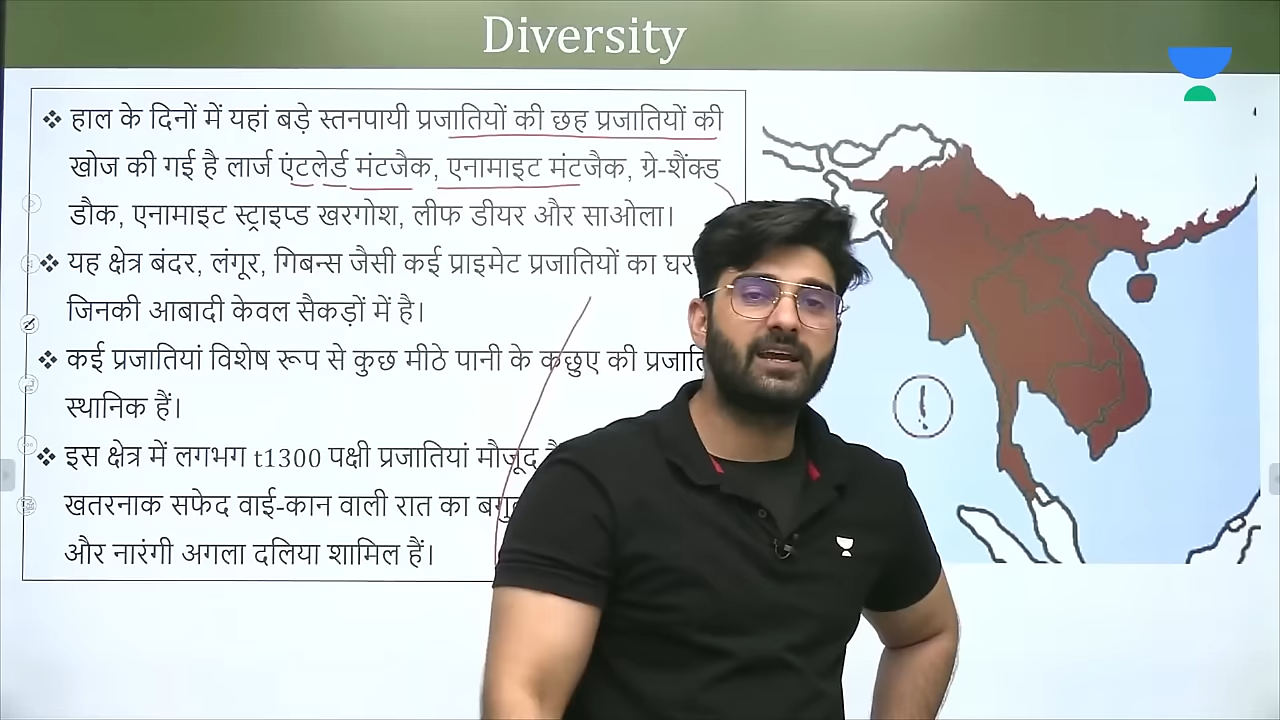 Diversity
❖ हाल के दिनों में यहां बड़े स्तनपायी प्रजातियों की छह प्रजातियों की
खोज की गई है लार्ज एंटलेर्ड मंटजैक, एनामाइट मंटजैक, ग्रे-शैंक्ड
डौक, एनामाइट स्ट्राइप्ड खरगोश, लीफ डीयर और साओला।
❖ यह क्षेत्र बंदर, लंगूर, गिबन्स जैसी कई प्राइमेट प्रजातियों का घर
जिनकी आबादी केवल सैकड़ों में है।
❖ कई प्रजातियां विशेष रूप से कुछ मीठे पानी के कछुए की
स्थानिक हैं।
❖ इस क्षेत्र में लगभग t1300 पक्षी प्रजातियां मौजूद
खतरनाक सफेद वाई-कान वाली रात का
और नारंगी अगला दलिया शामिल हैं।